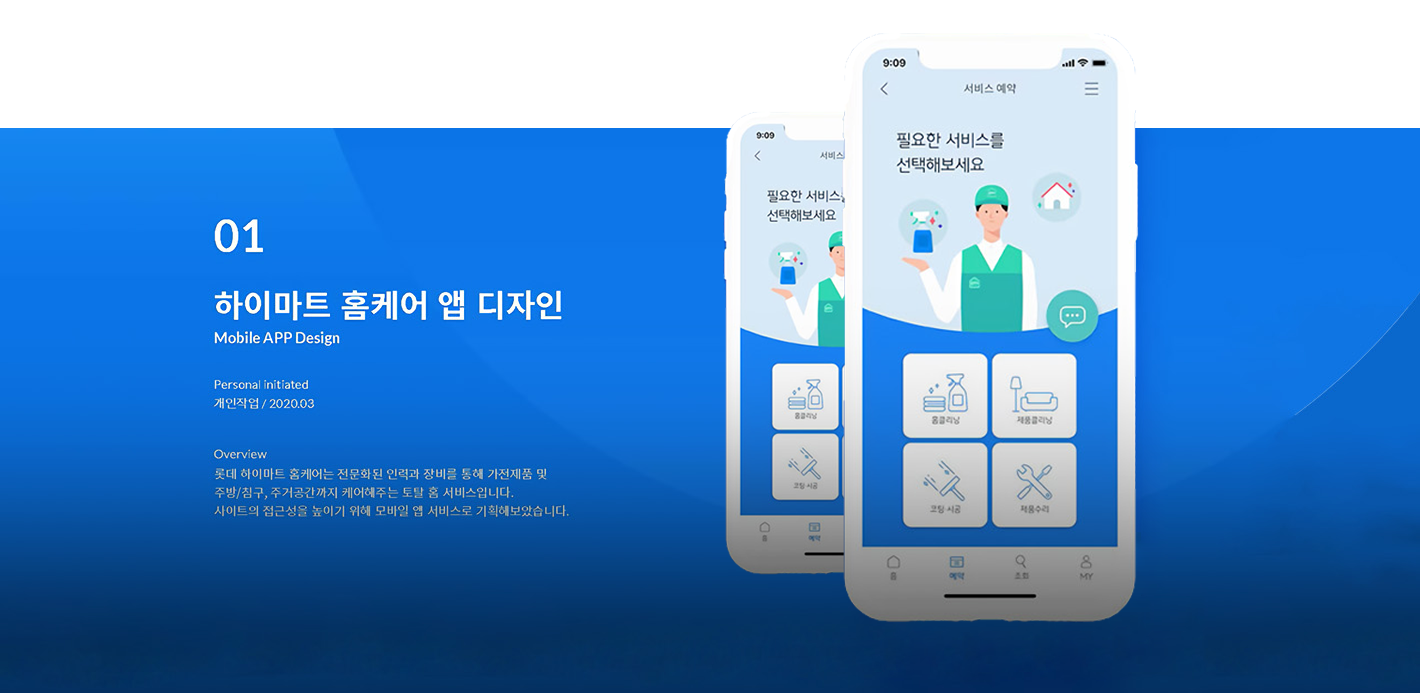 01
하이마트 홈케어 앱 디자인
Mobile APP Design
Personal initiated
개인작업 / 2020.03
Overview
롯데 하이마트 홈케어는 전문화된 인력과 장비를 통해 가전제품 및
주방/침구, 주거공간까지 케어해주는 토탈 홈 서비스입니다.
사이트의 접근성을 높이기 위해 모바일 앱 서비스로 기획해보았습니다.
9:09
서비스
필요한 서비스
선택해보세요
홈클리닝
코팅 시공
홈
예약
9:09
서비스 예약
필요한 서비스를
선택해보세요
홈클리닝
제품클리닝
코팅 시공
제품수리
홈
예약
조회
MY